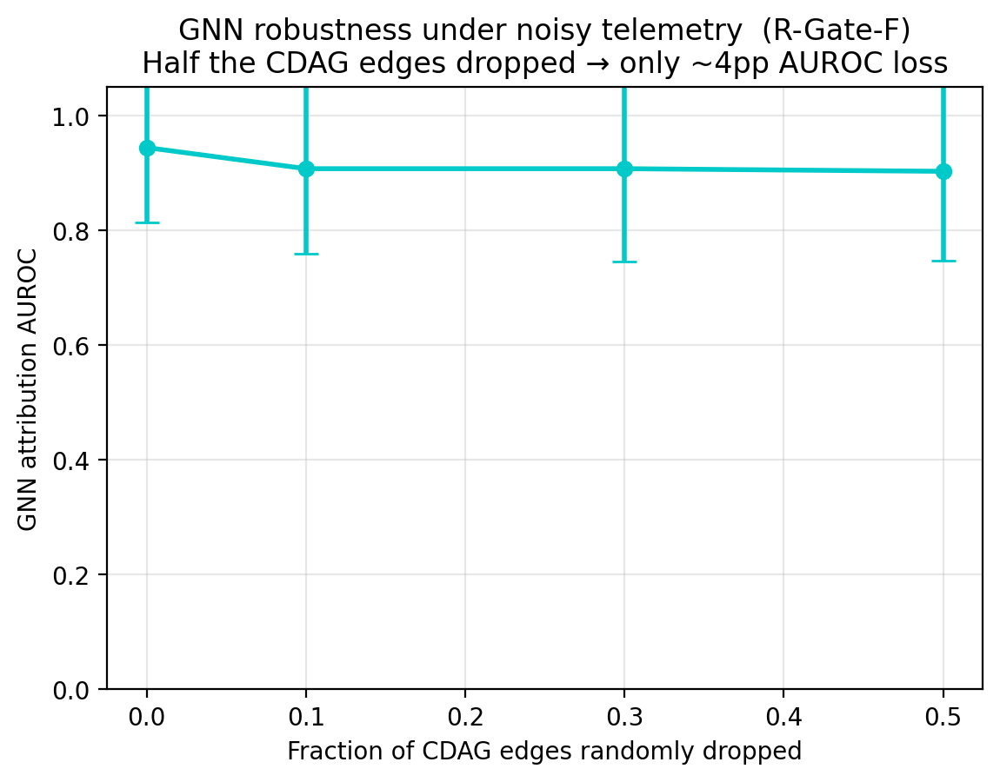 GNN robustness under noisy telemetry  (R-Gate-F)
Half the CDAG edges dropped → only ~4pp AUROC loss
GNN attribution AUROC
1.0
0.8
0.6
0.4
0.2
0.0
0.0 0.1 0.2 0.3 0.4 0.5
Fraction of CDAG edges randomly dropped